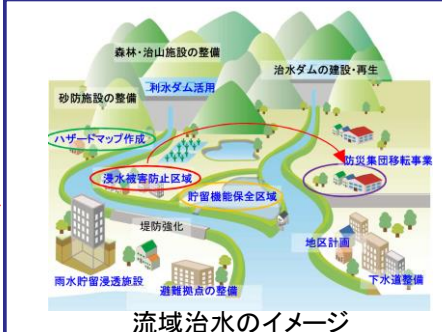 森林・治山施設の整備
治水ダムの建設・再生
利水ダム活用
砂防施設の整備
ハザードマップ作成
防災集団移転事業
浸水被害防止区域
貯留機能保全区域
堤防強化
地区計画
雨水貯留浸透施設
避難拠点の整備
下水道整備
流域治水のイメージ